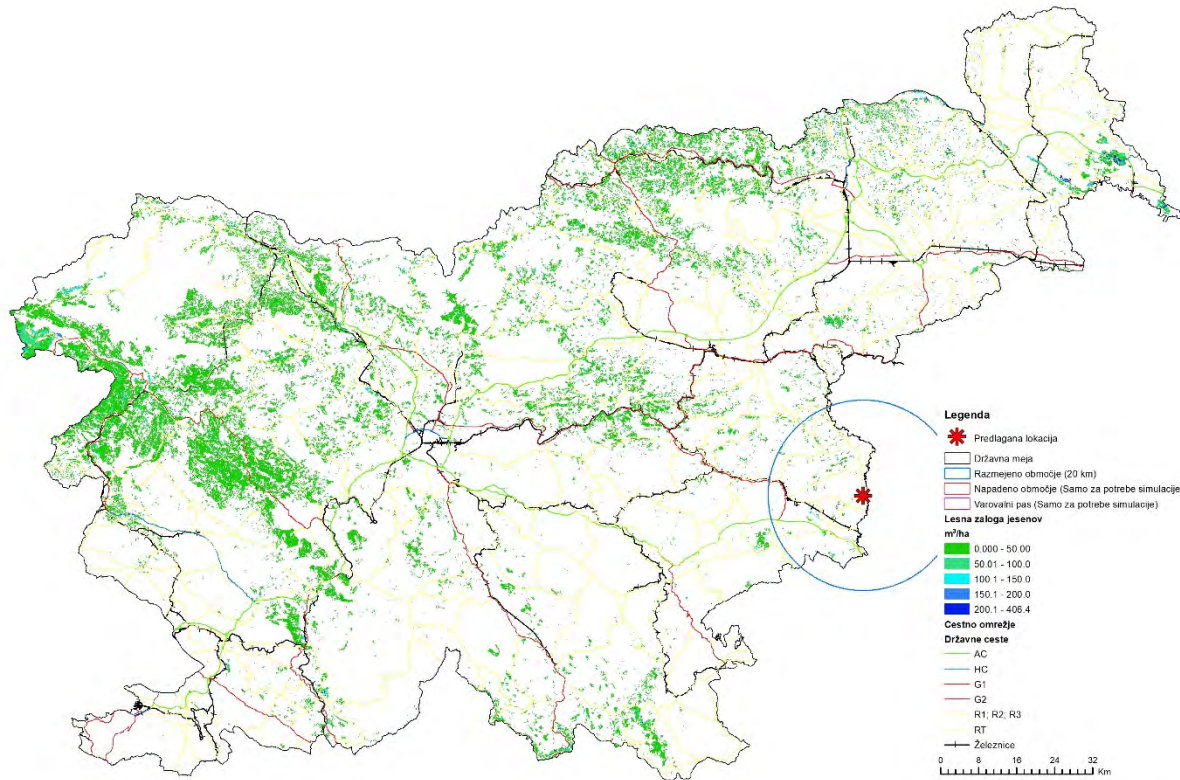 Legenda
Predlagana lokacija
Državna meja
Razmejeno območje (20 km)
Napadeno območje (Samo za potrebe simulacije
Varovalni pas (Samo za potrebe simulacije)
Lesna zaloga jesenov
m³/ha
0.000 - 50.00
50.01 - 100.0
100.1 - 150.0
150.1 - 200.0
200.1 - 406.4
Cestno omrežje
Državne ceste
AC
HC
G1
G2
R1; R2; R3
RT
Železnice
0 8 16 24 32
Km